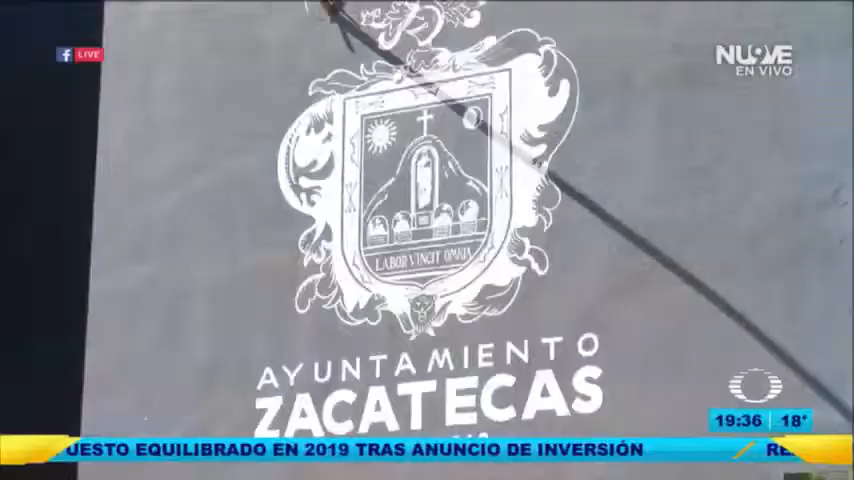 LIVE
NU9VE
EN VIVO
LABOR VINCIT OMNIA
AYUNTAMIENTO
ZACATECAS
19:36 18°
UESTO EQUILIBRADO EN 2019 TRAS ANUNCIO DE INVERSIÓN